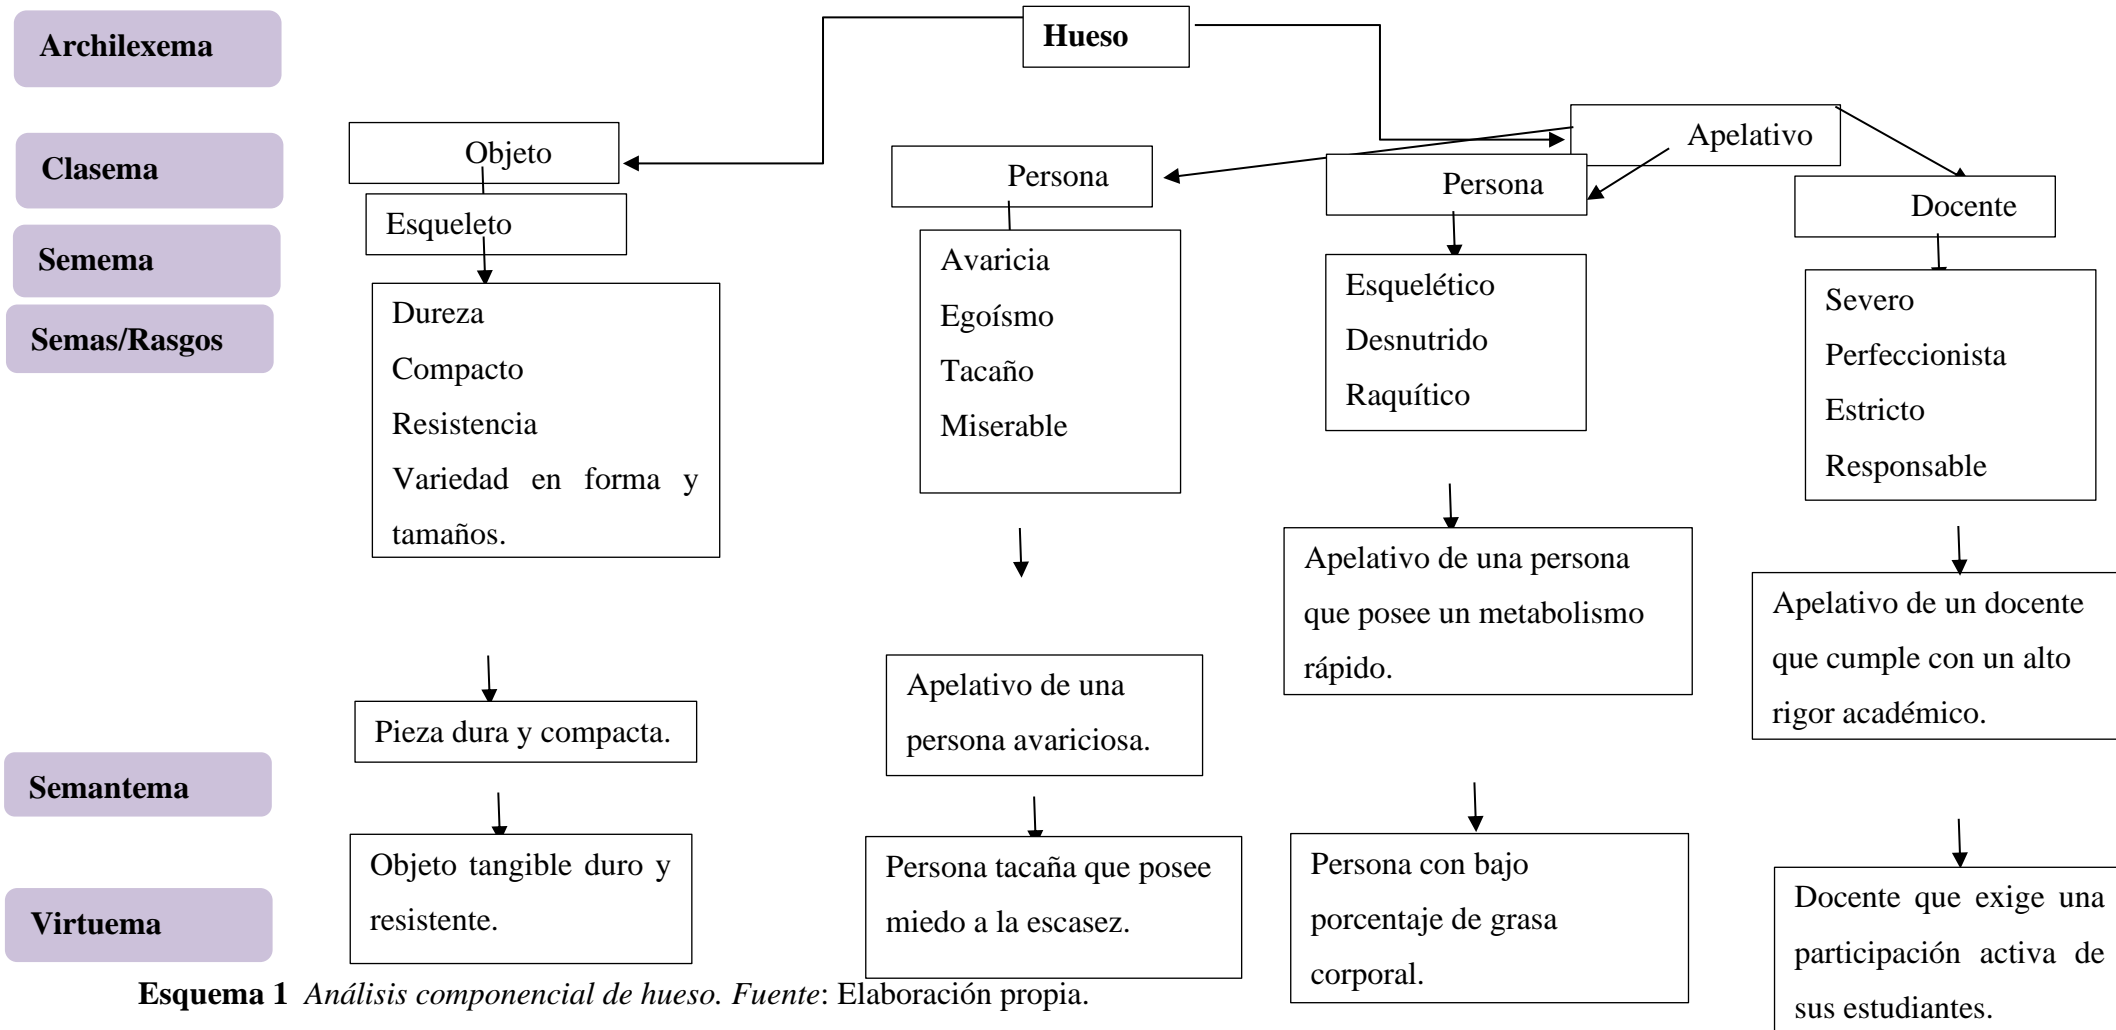 Archilexema
Hueso
Clasema
Objeto
Persona
Persona
Apelativo
Docente
Semema
Esqueleto
Semas/Rasgos
Dureza
Compacto
Resistencia
Variedad en forma y
tamaños.
Avaricia
Egoísmo
Tacaño
Miserable
Esquelético
Desnutrido
Raquítico
Severo
Perfeccionista
Estricto
Responsable
Semantema
Pieza dura y compacta.
Apelativo de una
persona avariciosa.
Apelativo de una persona
que posee un metabolismo
rápido.
Apelativo de un docente
que cumple con un alto
rigor académico.
Virtuema
Objeto tangible duro y
resistente.
Persona tacaña que posee
miedo a la escasez.
Persona con bajo
porcentaje de grasa
corporal.
Docente que exige una
participación activa de
sus estudiantes.
Esquema 1 Análisis componencial de hueso. Fuente: Elaboración propia.